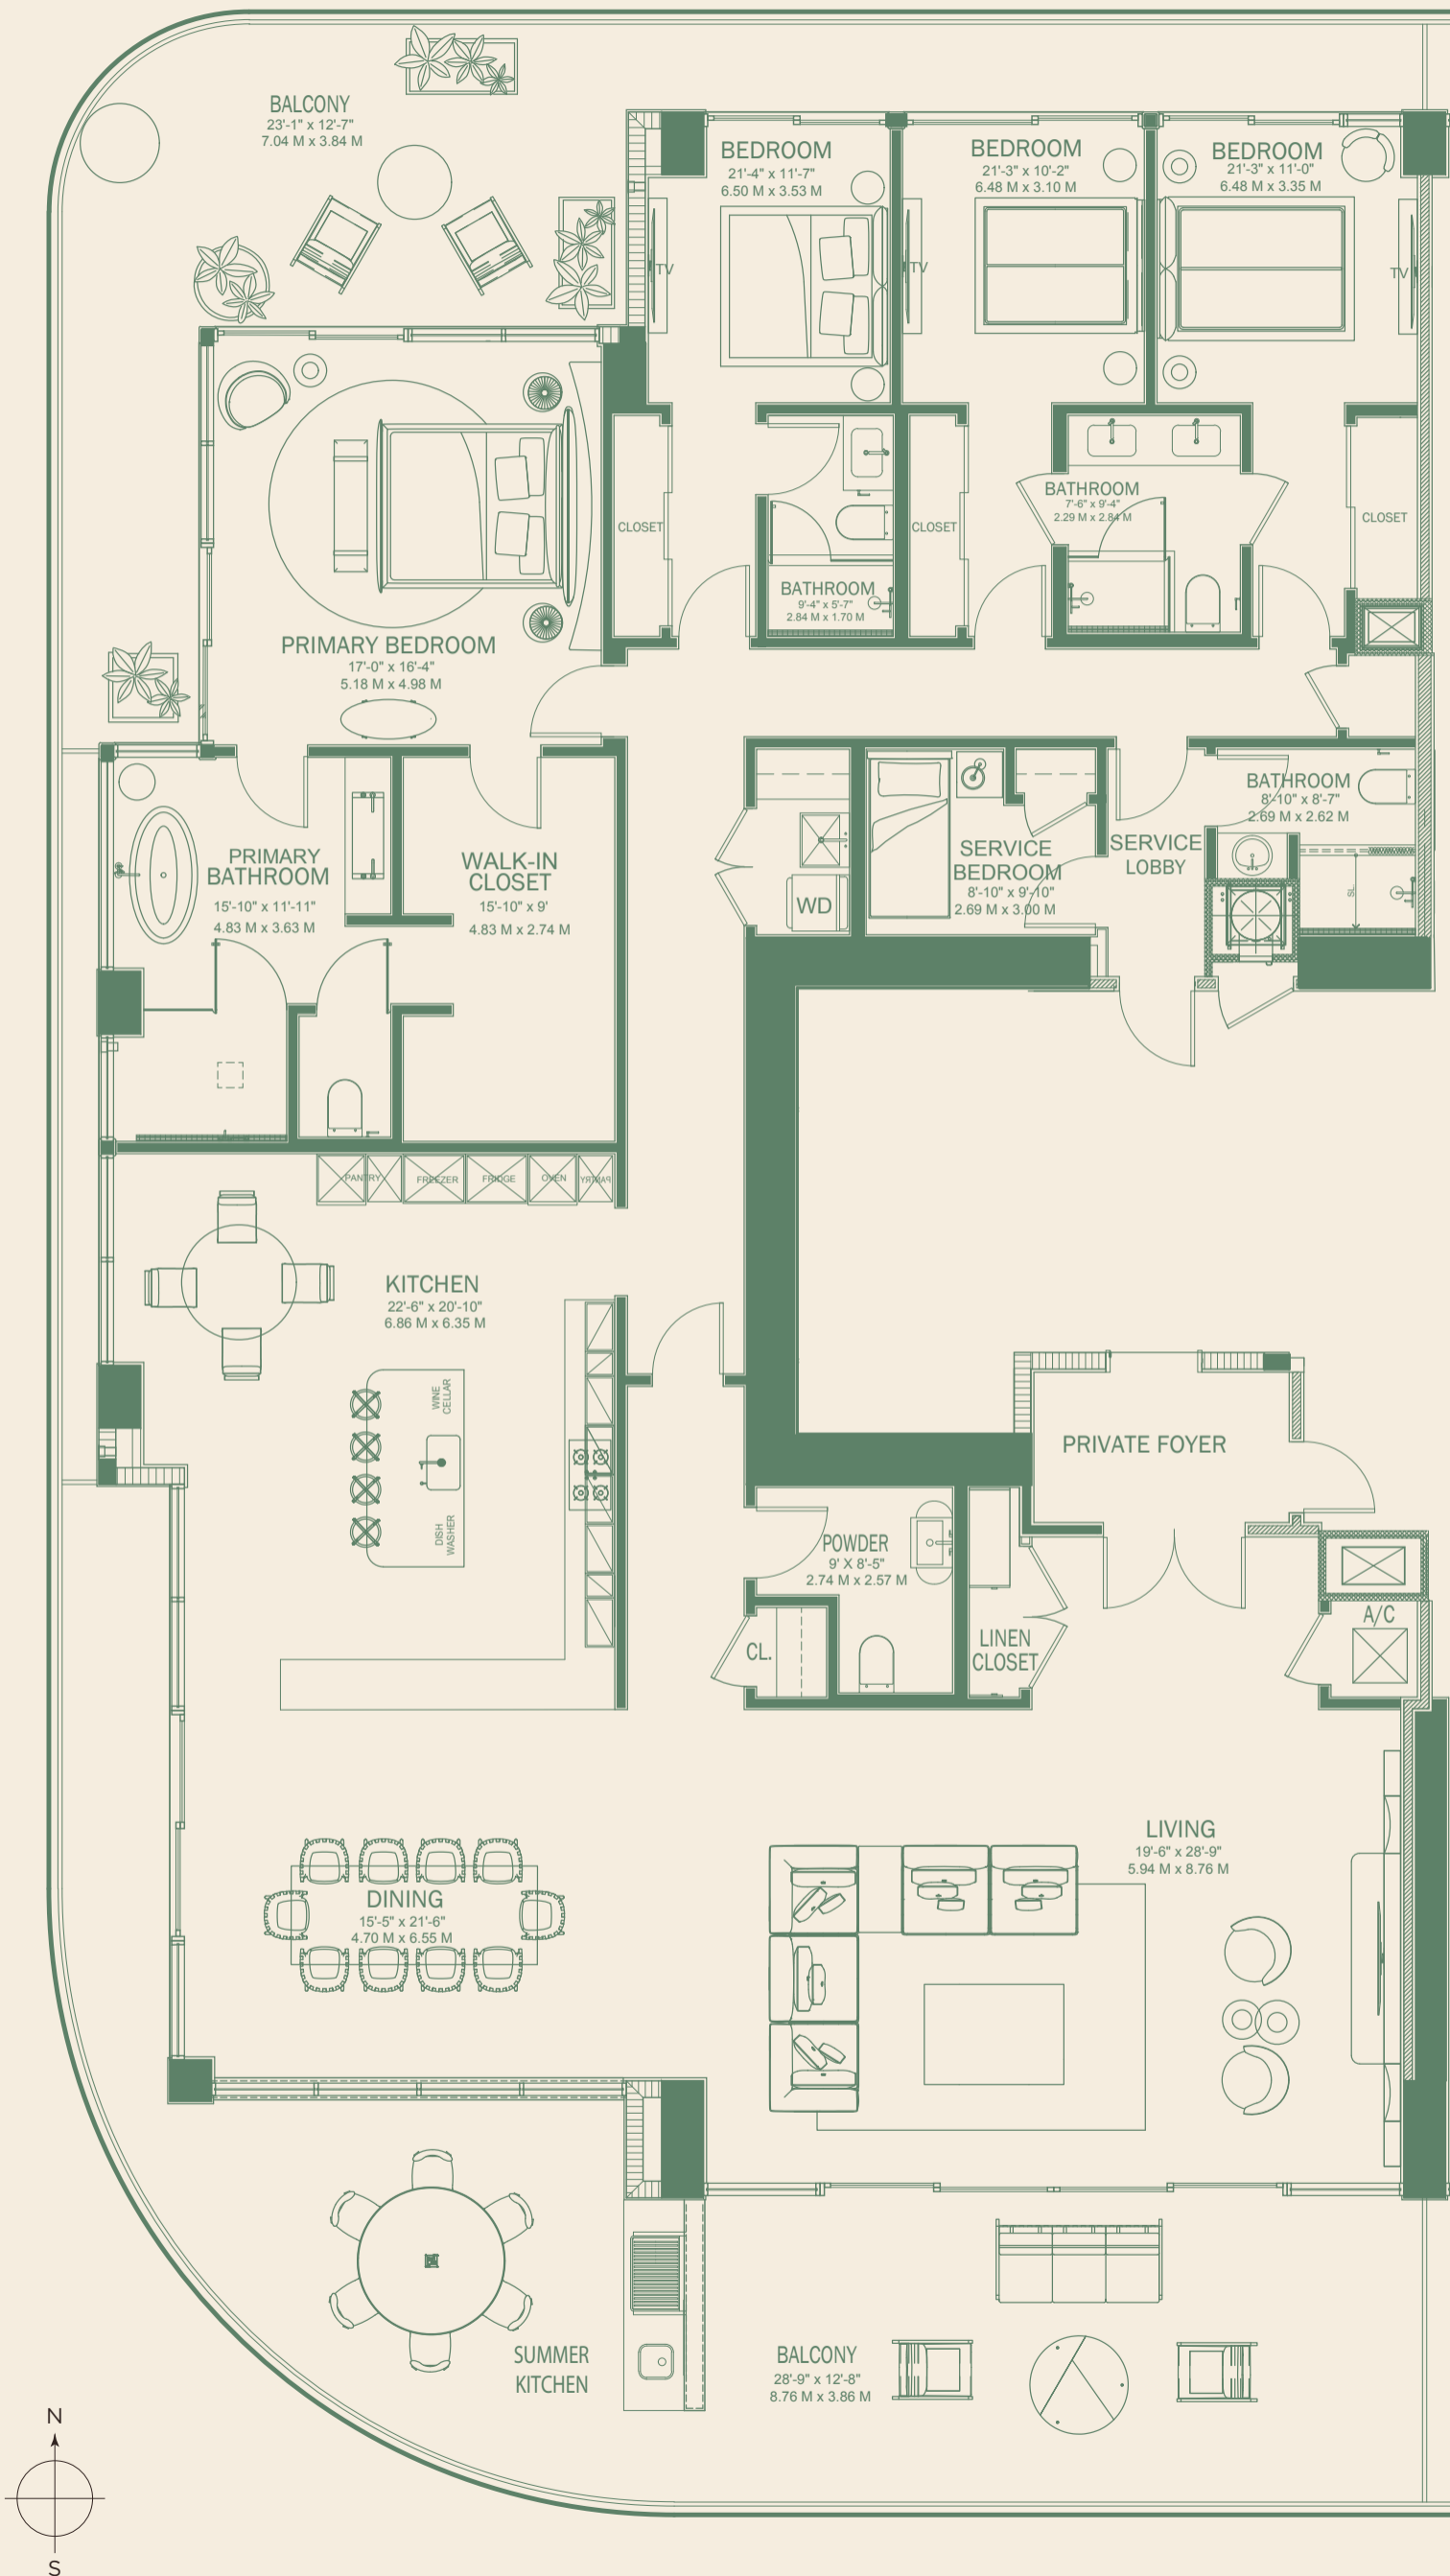 BALCONY
23'-1" x 12'-7"
7.04 M x 3.84 M
BEDROOM
21'-4" x 11'-7"
6.50 M x 3.53 M
BEDROOM
21'-3" x 10'-2"
6.48 M x 3.10 M
BEDROOM
21'-3" x 11'-0"
6.48 M x 3.35 M
TV
TV
TV
CLOSET
BATHROOM
9'-4" x 5'-7"
2.84 M x 1.70 M
CLOSET
BATHROOM
7'-6" x 9'-4"
2.29 M x 2.84 M
CLOSET
PRIMARY BEDROOM
17'-0" x 16'-4"
5.18 M x 4.98 M
PRIMARY
BATHROOM
15'-10" x 11'-11"
4.83 M x 3.63 M
WALK-IN
CLOSET
15'-10" x 9'
4.83 M x 2.74 M
WD
SERVICE
BEDROOM
8'-10" x 9'-10"
2.69 M x 3.00 M
SERVICE
LOBBY
BATHROOM
8'-10" x 8'-7"
2.69 M x 2.62 M
SL.
PANTRY
FREEZER
FRIDGE
OVEN
PANTRY
KITCHEN
22'-6" x 20'-10"
6.86 M x 6.35 M
WINE
CELLAR
DISH
WASHER
PRIVATE FOYER
POWDER
9' X 8'-5"
2.74 M x 2.57 M
CL.
LINEN
CLOSET
A/C
LIVING
19'-6" x 28'-9"
5.94 M x 8.76 M
DINING
15'-5" x 21'-6"
4.70 M x 6.55 M
SUMMER
KITCHEN
BALCONY
28'-9" x 12'-8"
8.76 M x 3.86 M
N
S